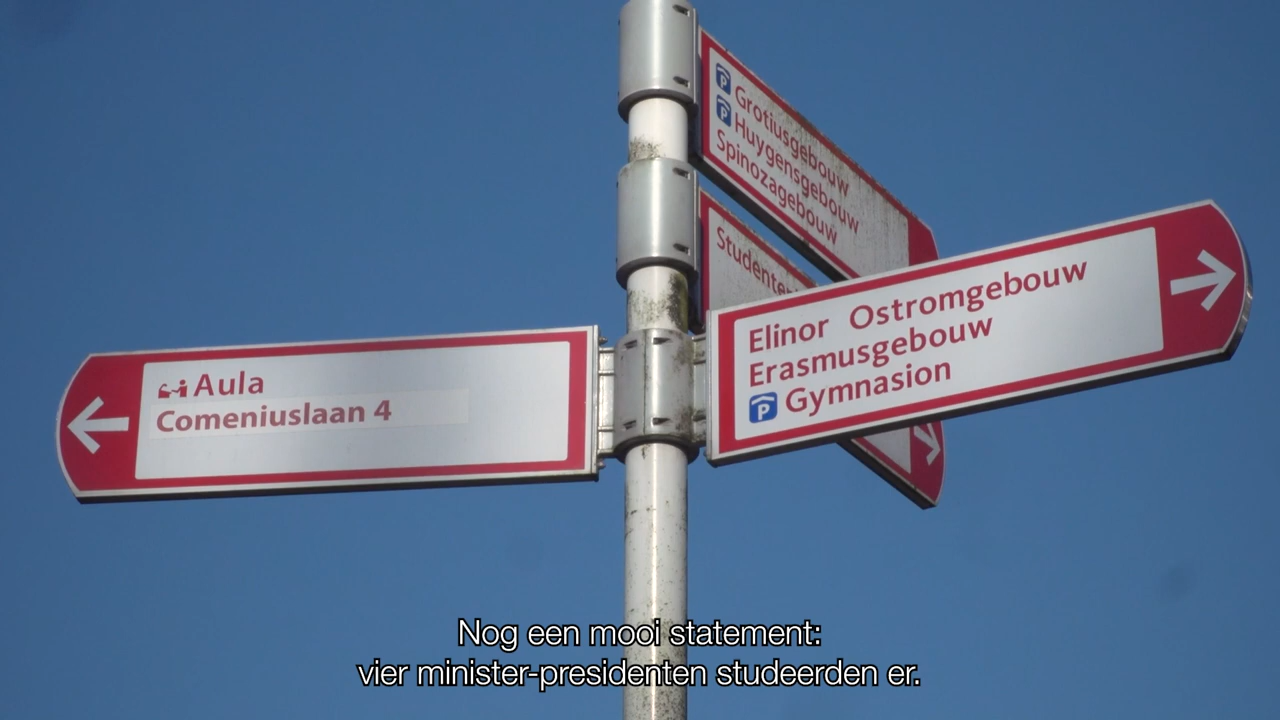 P Grotiusgebouw
P Huygensgebouw
Spinozagebouw
Elinor Ostromgebouw
Erasmusgebouw
P Gymnasion
Aula
Comeniuslaan 4
Nog een mooi statement:
vier minister-presidenten studeerden er.